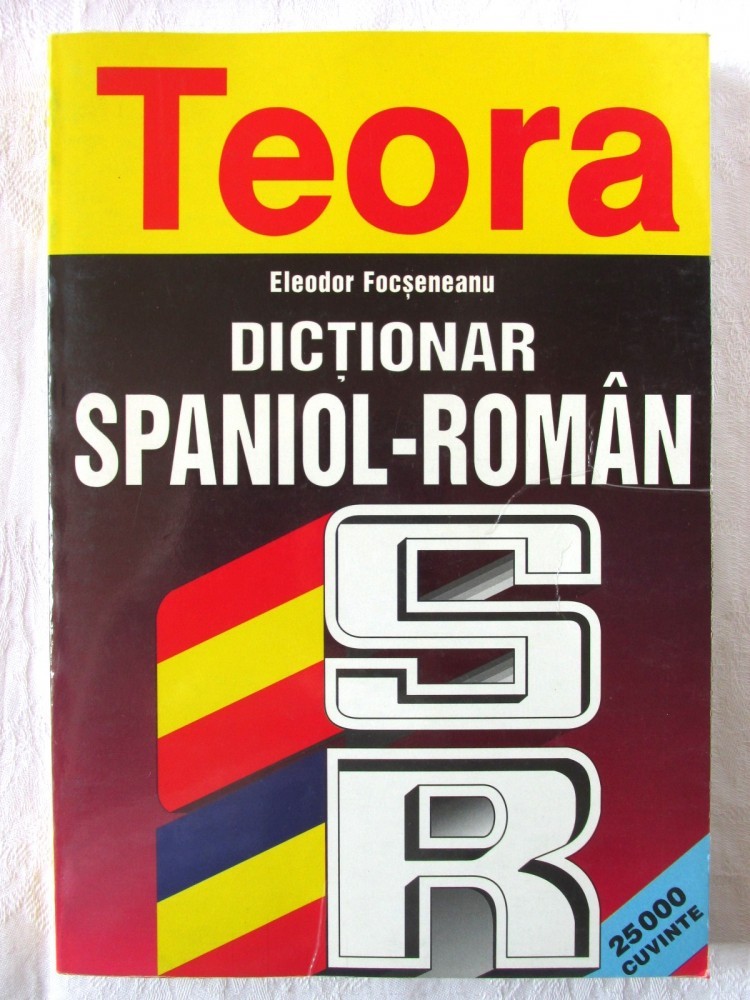 Teora
Eleodor Focșeneanu
DICȚIONAR
SPANIOL-ROMÂN
S
R
25000
CUVINTE